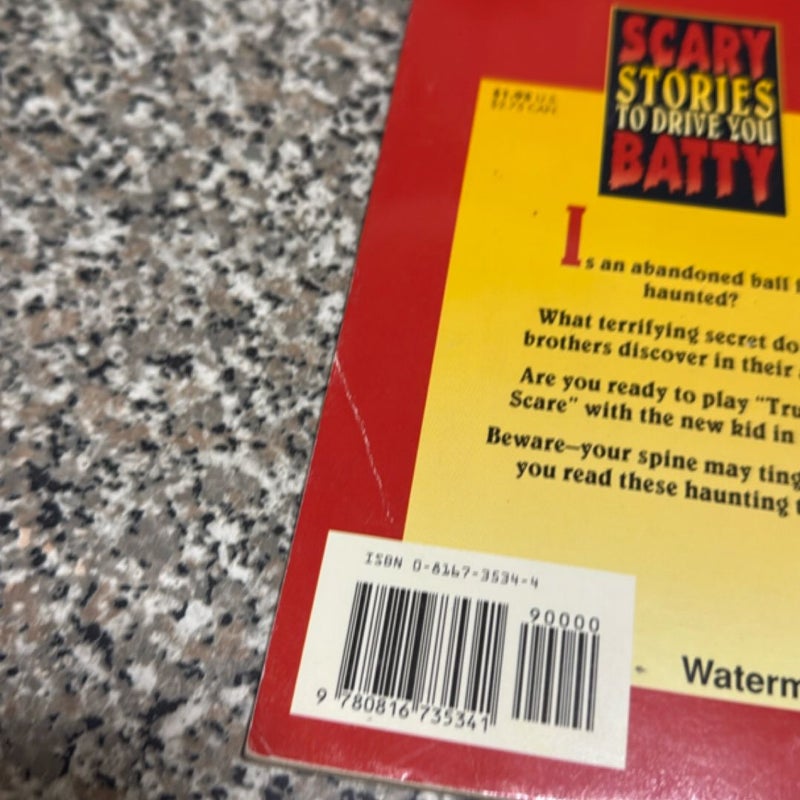 SCARY
STORIES
TO DRIVE YOU
BATTY
Is an abandoned ball
haunted?
What terrifying secret do
brothers discover in their
Are you ready to play "Tru
Scare" with the new kid in
Beware—your spine may ting
you read these haunting
ISBN 0-8167-3534-4
90000
9 780816 735341
Waterm